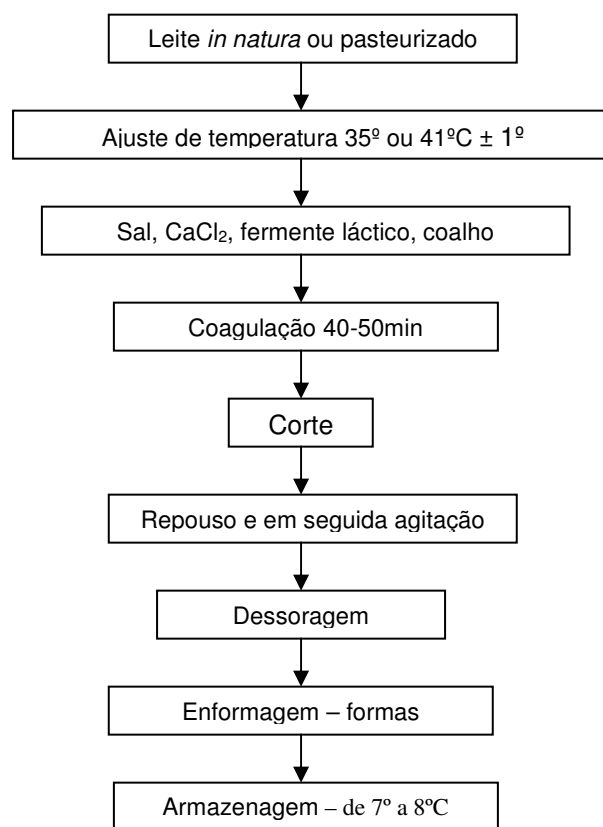 Leite in natura ou pasteurizado
Ajuste de temperatura 35º ou 41ºC ± 1º
Sal, CaCl₂, fermente láctico, coalho
Coagulação 40-50min
Corte
Repouso e em seguida agitação
Dessoragem
Enformagem – formas
Armazenagem – de 7º a 8ºC